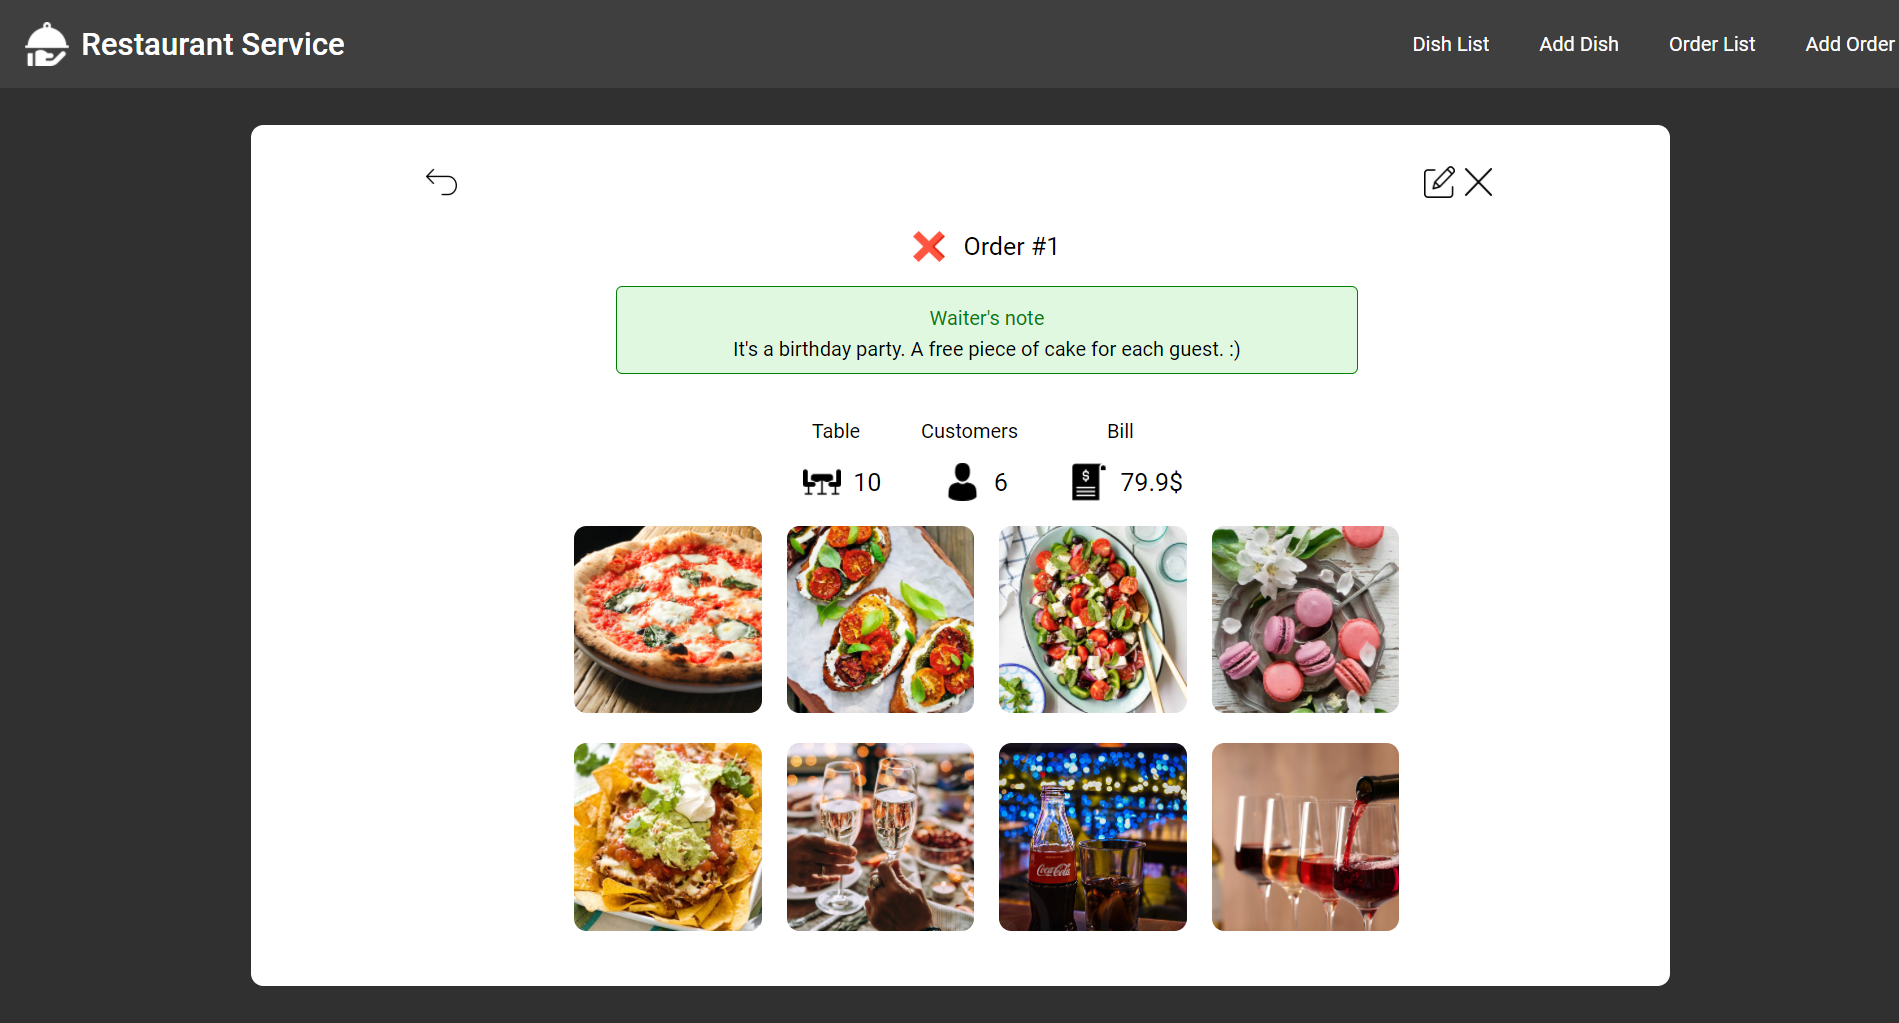 Restaurant Service
Dish List
Add Dish
Order List
Add Order
Order #1
Waiter's note
It's a birthday party. A free piece of cake for each guest. :)
Table
Customers
Bill
10
6
$
79.9$
Coca-Cola